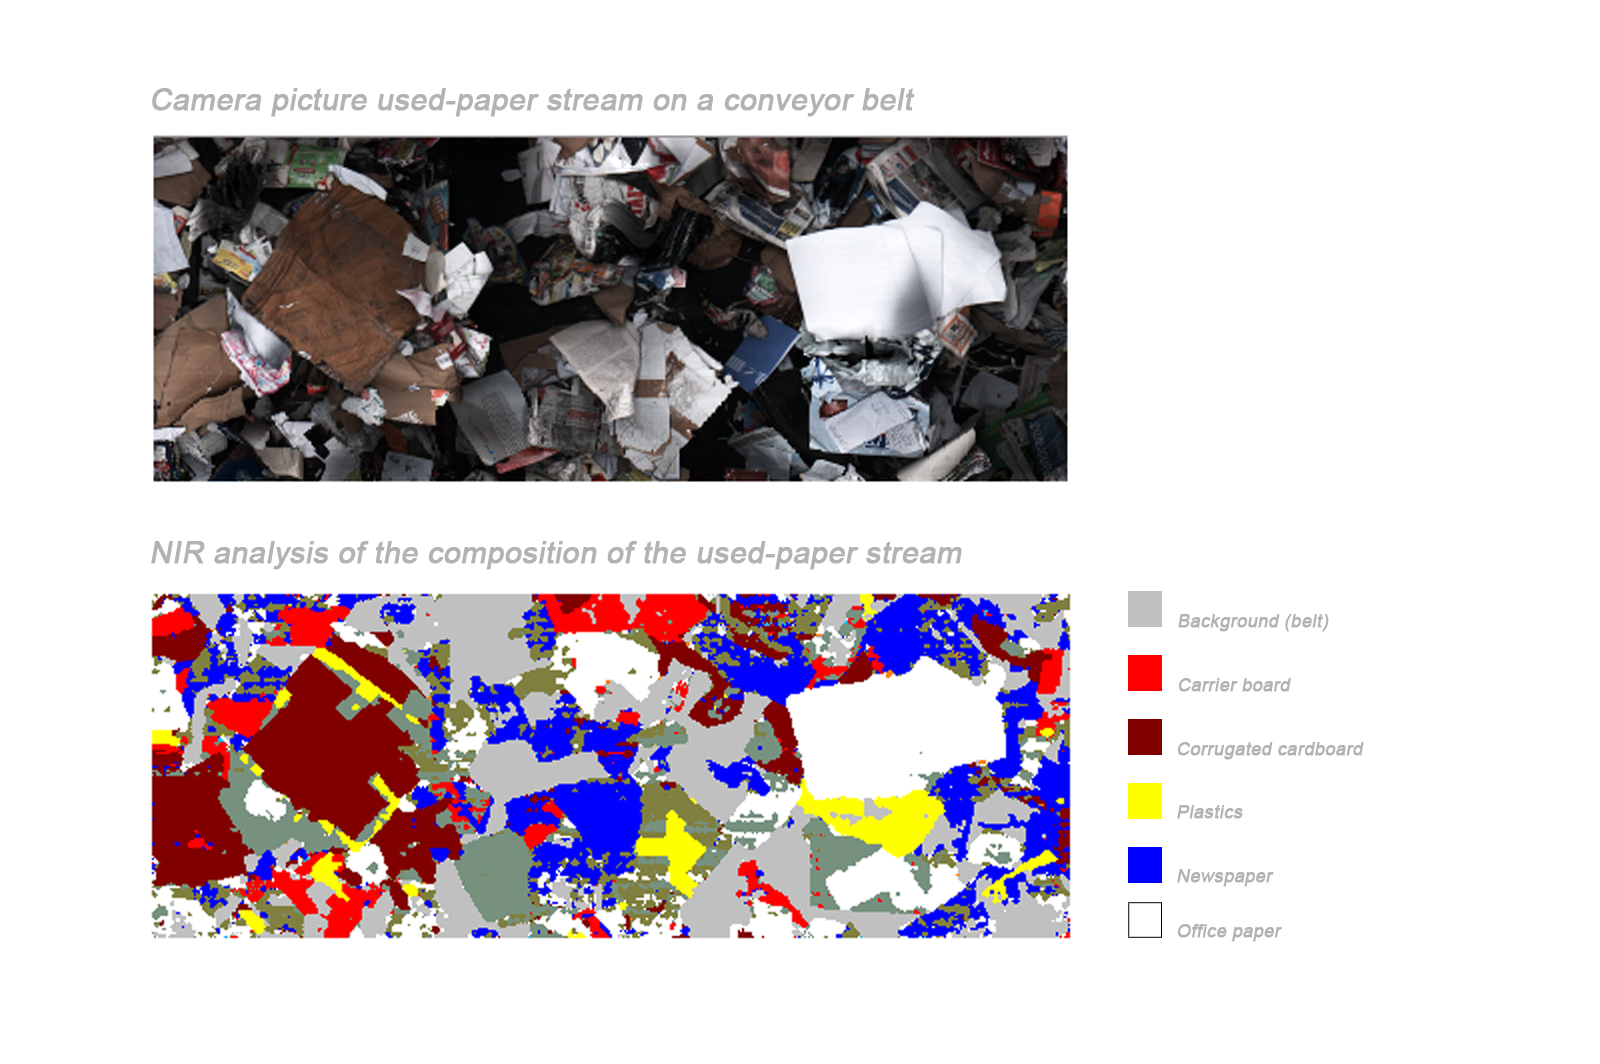 Camera picture used-paper stream on a conveyor belt
NIR analysis of the composition of the used-paper stream
Background (belt)
Carrier board
Corrugated cardboard
Plastics
Newspaper
Office paper